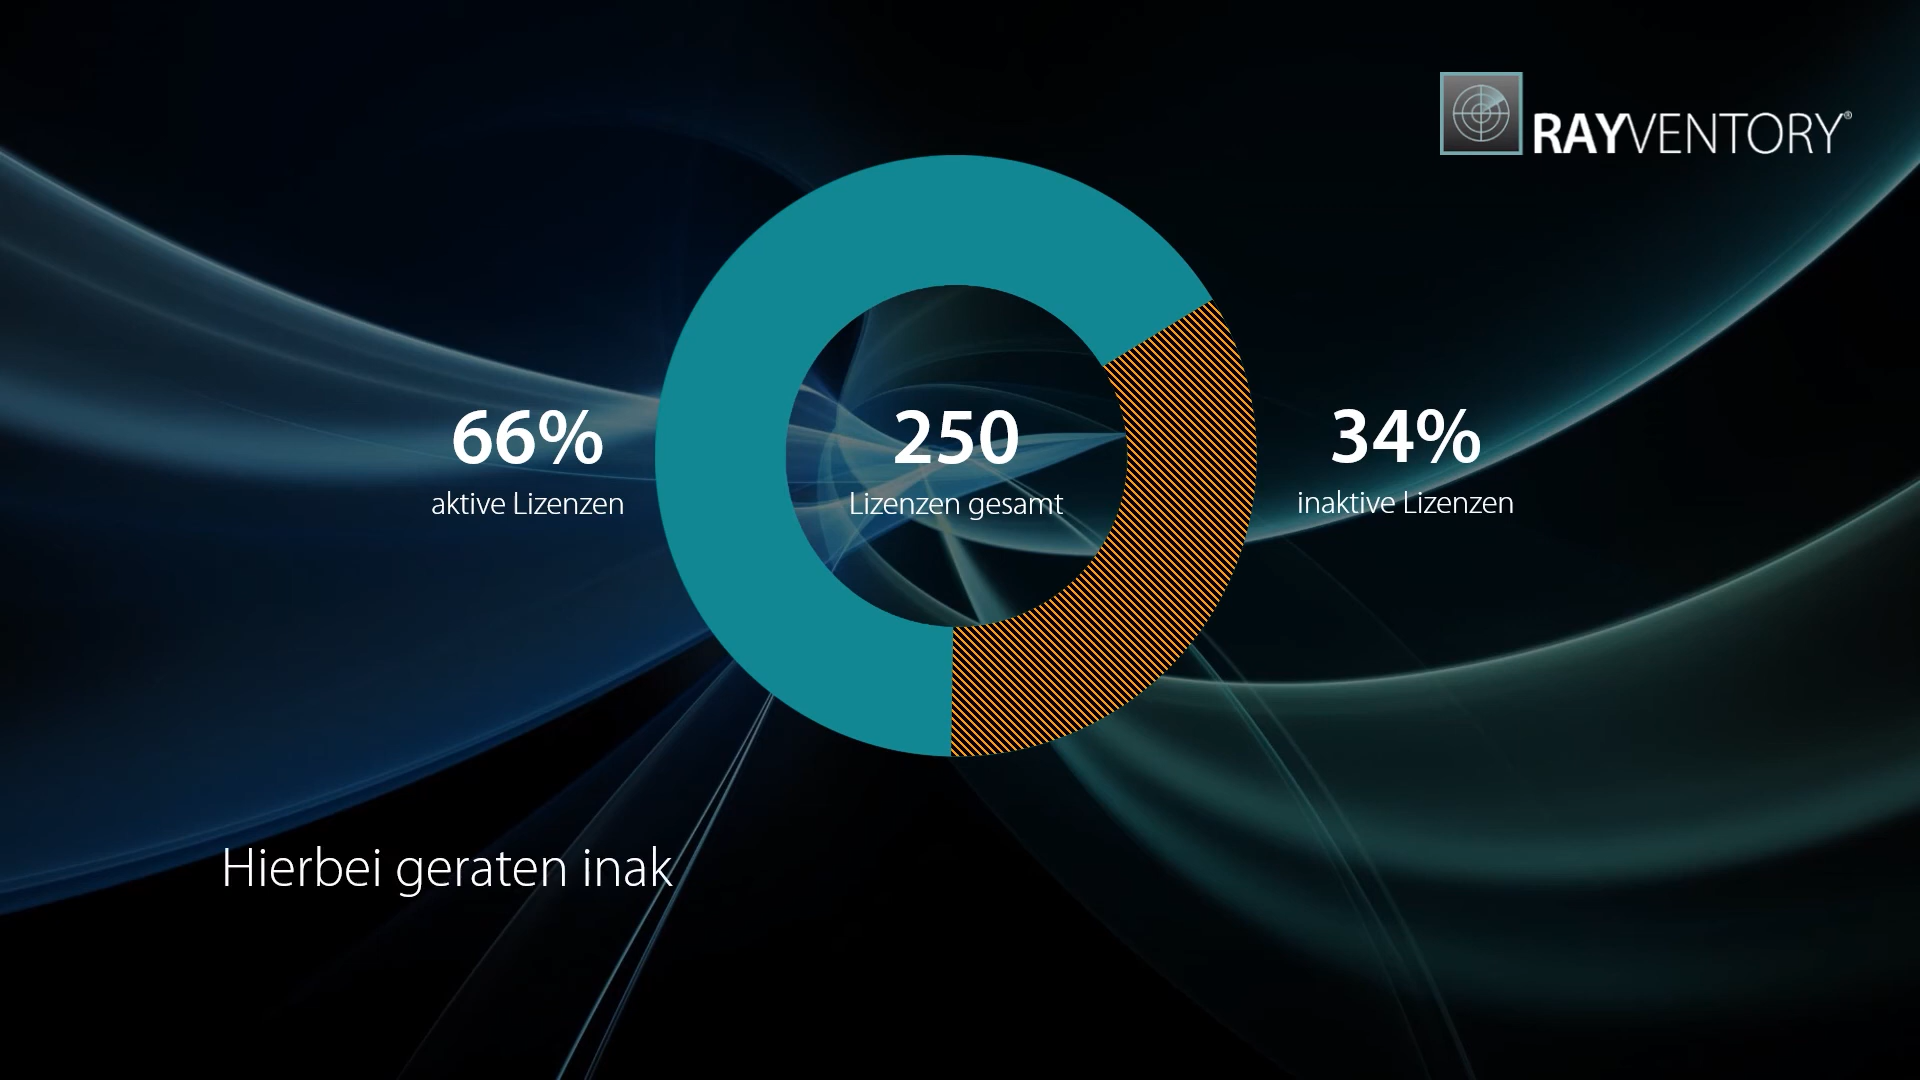 RAYVENTORY®
66%
aktive Lizenzen
250
Lizenzen gesamt
34%
inaktive Lizenzen
Hierbei geraten inak